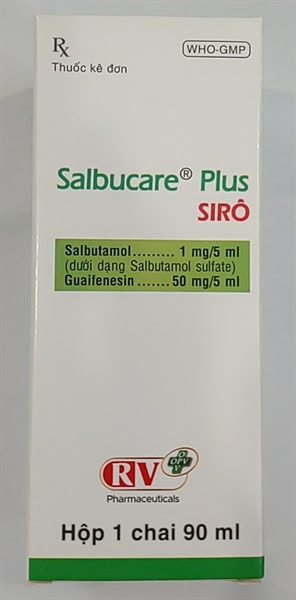 Rx
Thuốc kê đơn
WHO-GMP
Salbucare® Plus
SIRÔ
Salbutamol......... 1 mg/5 ml
(dưới dạng Salbutamol sulfate)
Guaifenesin ....... 50 mg/5 ml
RV
OPV
Pharmaceuticals
Hộp 1 chai 90 ml